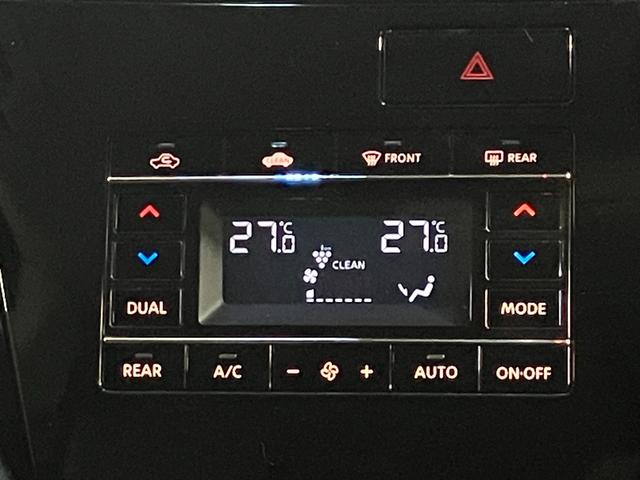 CLEAN FRONT REAR
27.0°C 27.0°C
CLEAN
DUAL MODE
REAR A/C − + AUTO ON·OFF